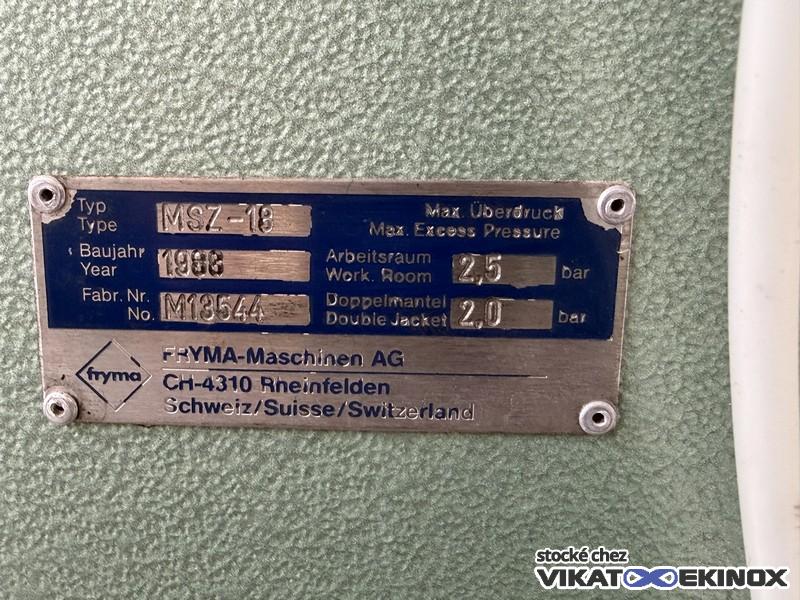 Typ
Type MSZ-18
Max. Überdruck
Max. Excess Pressure
Baujahr
Year 1988
Arbeitsraum
Work. Room 2,5 bar
Fabr. Nr.
No. M13544
Doppelmantel
Double Jacket 2,0 bar
fryma
FRYMA-Maschinen AG
CH-4310 Rheinfelden
Schweiz/Suisse/Switzerland
stocké chez
VIKAT EKINOX